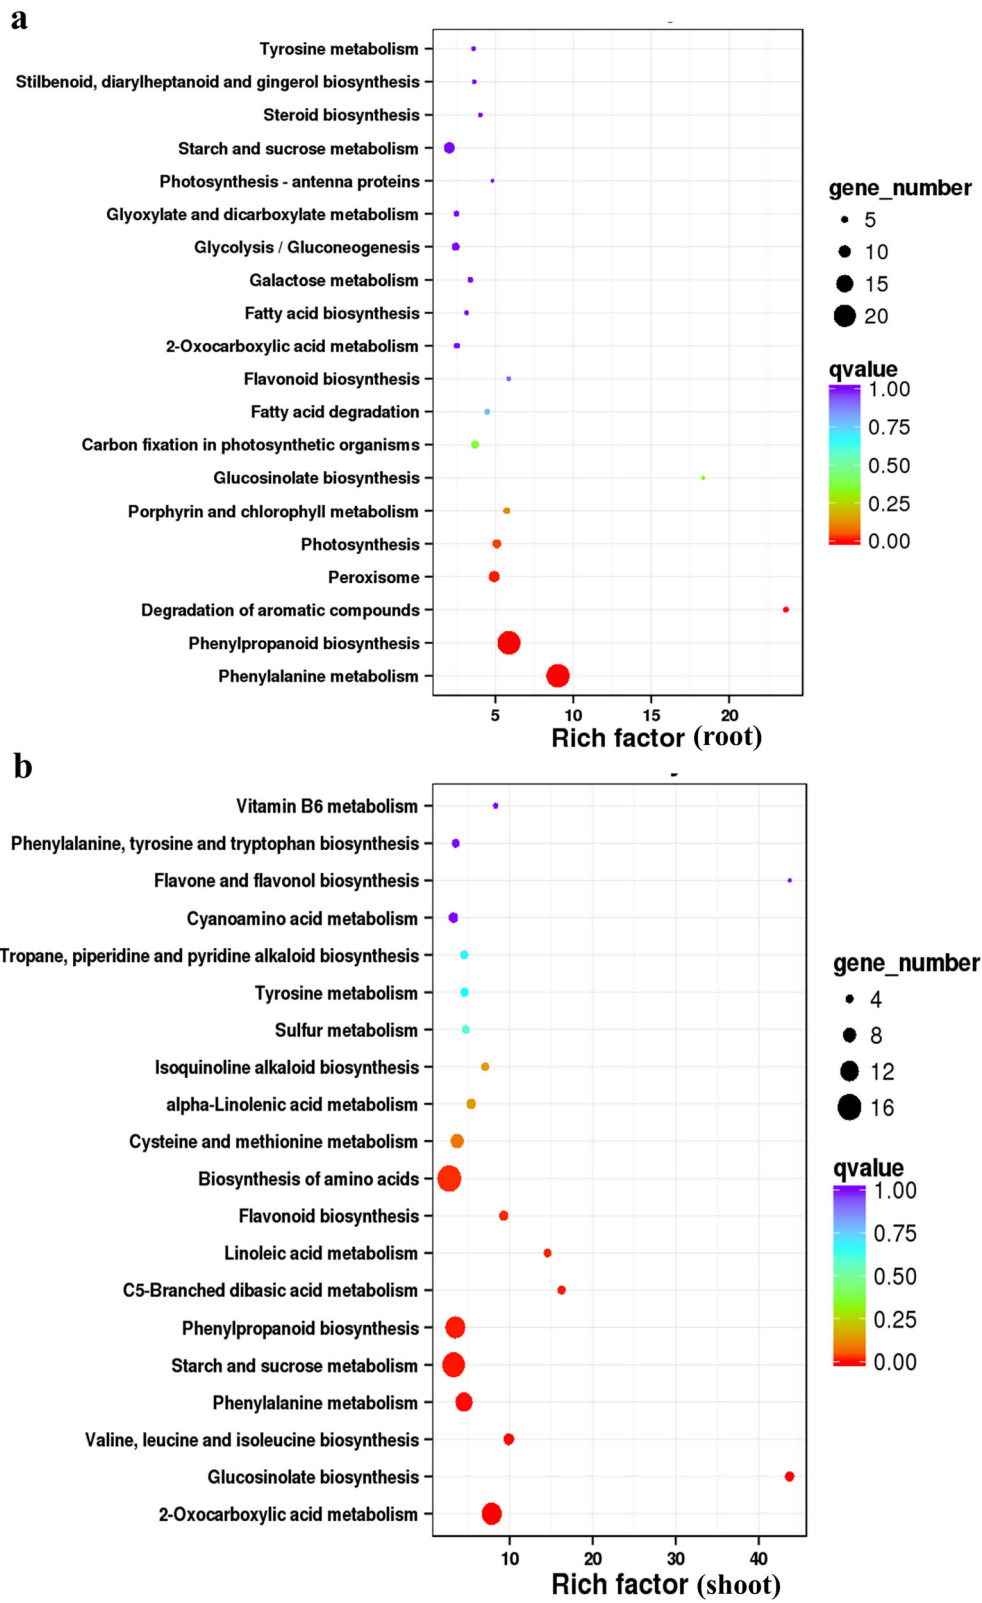 a
Tyrosine metabolism
Stilbenoid, diarylheptanoid and gingerol biosynthesis
Steroid biosynthesis
Starch and sucrose metabolism
Photosynthesis - antenna proteins
Glyoxylate and dicarboxylate metabolism
Glycolysis / Gluconeogenesis
Galactose metabolism
Fatty acid biosynthesis
2-Oxocarboxylic acid metabolism
Flavonoid biosynthesis
Fatty acid degradation
Carbon fixation in photosynthetic organisms
Glucosinolate biosynthesis
Porphyrin and chlorophyll metabolism
Photosynthesis
Peroxisome
Degradation of aromatic compounds
Phenylpropanoid biosynthesis
Phenylalanine metabolism
5 10 15 20
Rich factor (root)
gene_number
5
10
15
20
qvalue
1.00
0.75
0.50
0.25
0.00
b
Vitamin B6 metabolism
Phenylalanine, tyrosine and tryptophan biosynthesis
Flavone and flavonol biosynthesis
Cyanoamino acid metabolism
Tropane, piperidine and pyridine alkaloid biosynthesis
Tyrosine metabolism
Sulfur metabolism
Isoquinoline alkaloid biosynthesis
alpha-Linolenic acid metabolism
Cysteine and methionine metabolism
Biosynthesis of amino acids
Flavonoid biosynthesis
Linoleic acid metabolism
C5-Branched dibasic acid metabolism
Phenylpropanoid biosynthesis
Starch and sucrose metabolism
Phenylalanine metabolism
Valine, leucine and isoleucine biosynthesis
Glucosinolate biosynthesis
2-Oxocarboxylic acid metabolism
10 20 30 40
Rich factor (shoot)
gene_number
4
8
12
16
qvalue
1.00
0.75
0.50
0.25
0.00